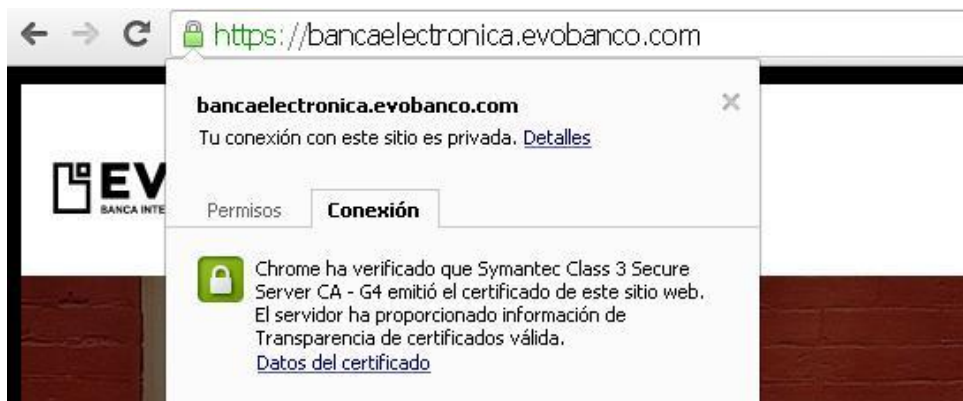 https://bancaelectronica.evobanco.com
bancaelectronica.evobanco.com
Tu conexión con este sitio es privada. Detalles
EV
BANCA INTE
Permisos Conexión
Chrome ha verificado que Symantec Class 3 Secure
Server CA - G4 emitió el certificado de este sitio web.
El servidor ha proporcionado información de
Transparencia de certificados válida.
Datos del certificado